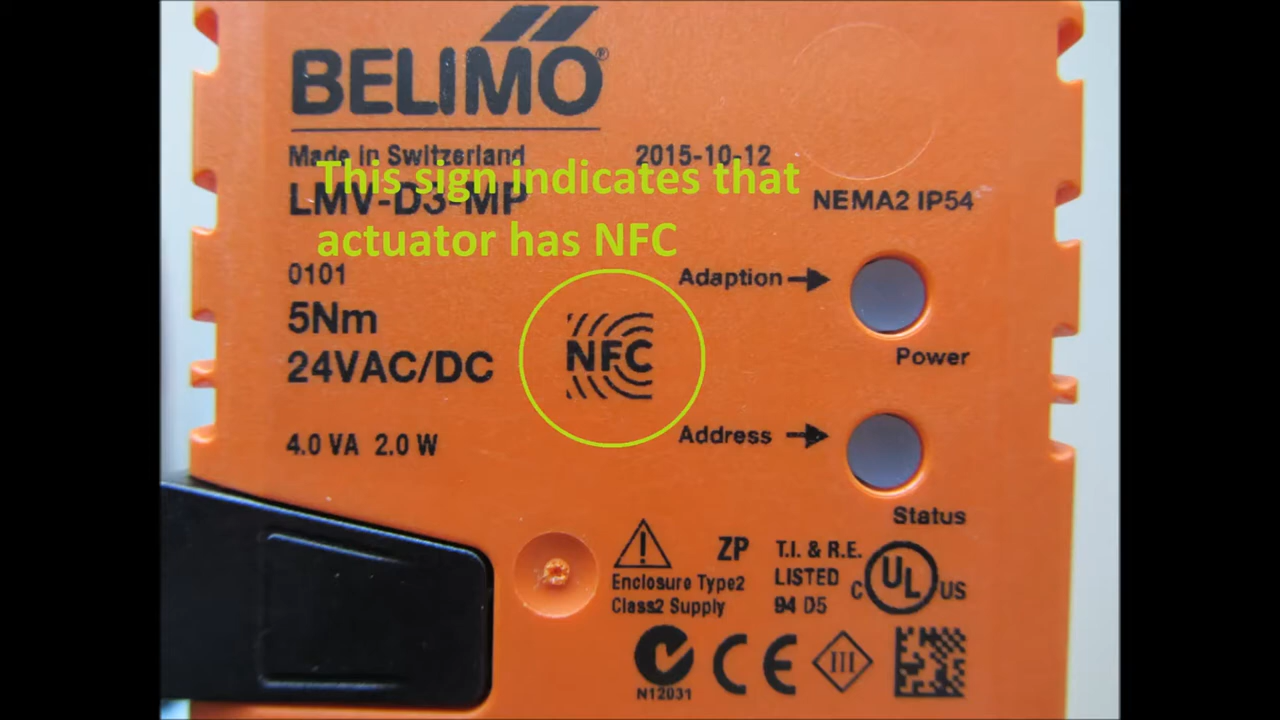 BELIMO®
Made in Switzerland 2015-10-12
This sign indicates that
LMV-D3-MP NEMA2 IP54
actuator has NFC
0101 Adaption
5Nm
NFC
24VAC/DC Power
Address
4.0 VA 2.0 W
Status
ZP T.I. & R.E.
Enclosure Type2 LISTED C UL US
Class2 Supply 94 D5
CE III
N12031